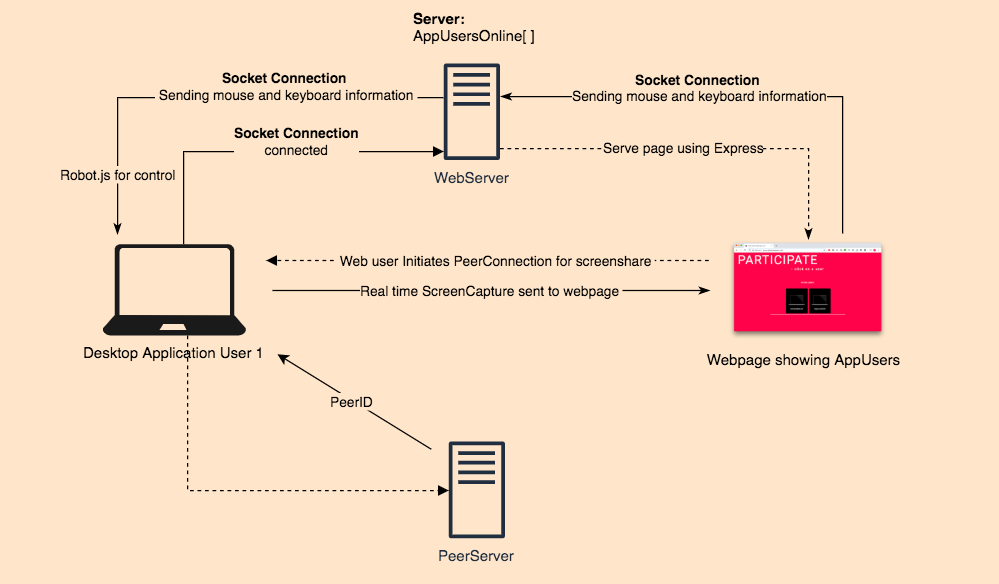 Server:
AppUsersOnline[ ]
Socket Connection
Sending mouse and keyboard information
Socket Connection
Sending mouse and keyboard information
Socket Connection
connected
Serve page using Express
Robot.js for control
WebServer
Web user Initiates PeerConnection for screenshare
Real time ScreenCapture sent to webpage
PARTICIPATE
- click on a user
Desktop Application User 1
Webpage showing AppUsers
PeerID
PeerServer